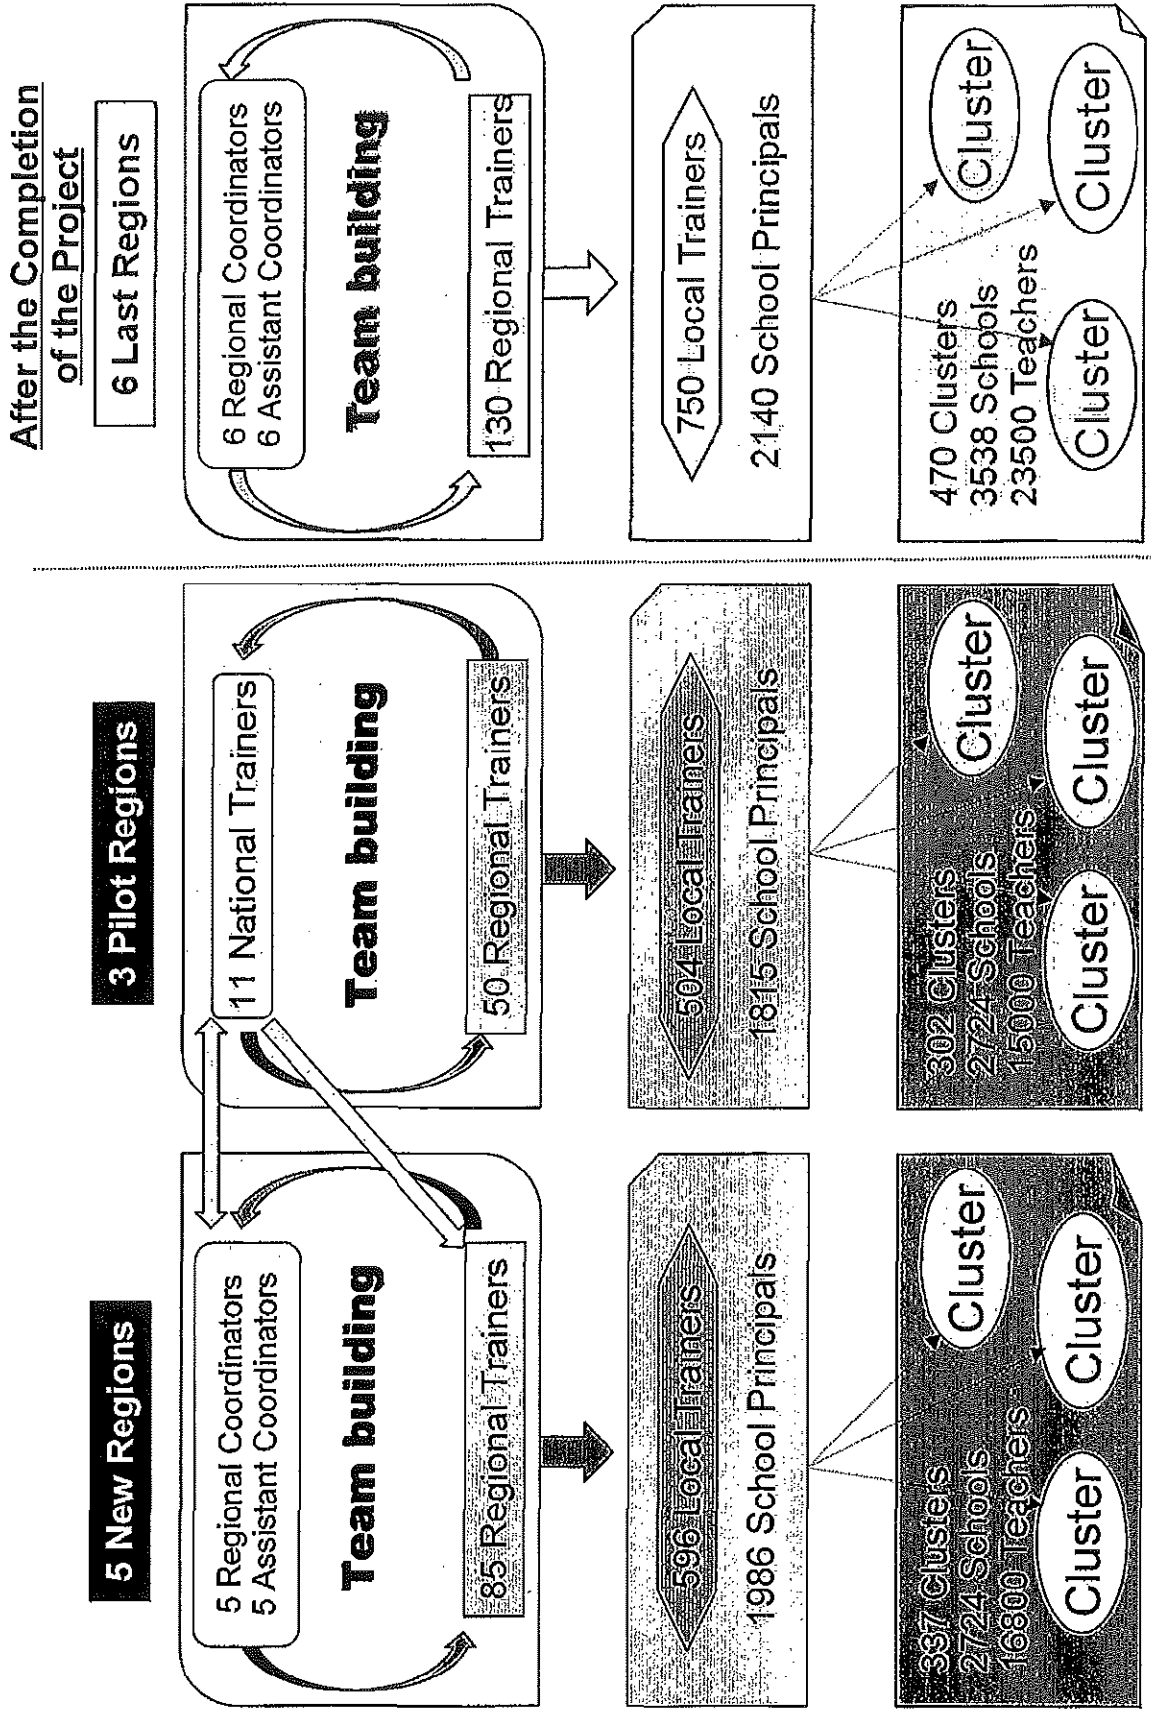 5 New Regions
5 Regional Coordinators
5 Assistant Coordinators
Team building
85 Regional Trainers
596 Local Trainers
1986 School Principals
337 Clusters
2724 Schools
16800 Teachers
Cluster
Cluster
Cluster
3 Pilot Regions
11 National Trainers
Team building
50 Regional Trainers
504 Local Trainers
1815 School Principals
302 Clusters
2724 Schools
15000 Teachers
Cluster
Cluster
Cluster
After the Completion
of the Project
6 Last Regions
6 Regional Coordinators
6 Assistant Coordinators
Team building
130 Regional Trainers
750 Local Trainers
2140 School Principals
470 Clusters
3538 Schools
23500 Teachers
Cluster
Cluster
Cluster